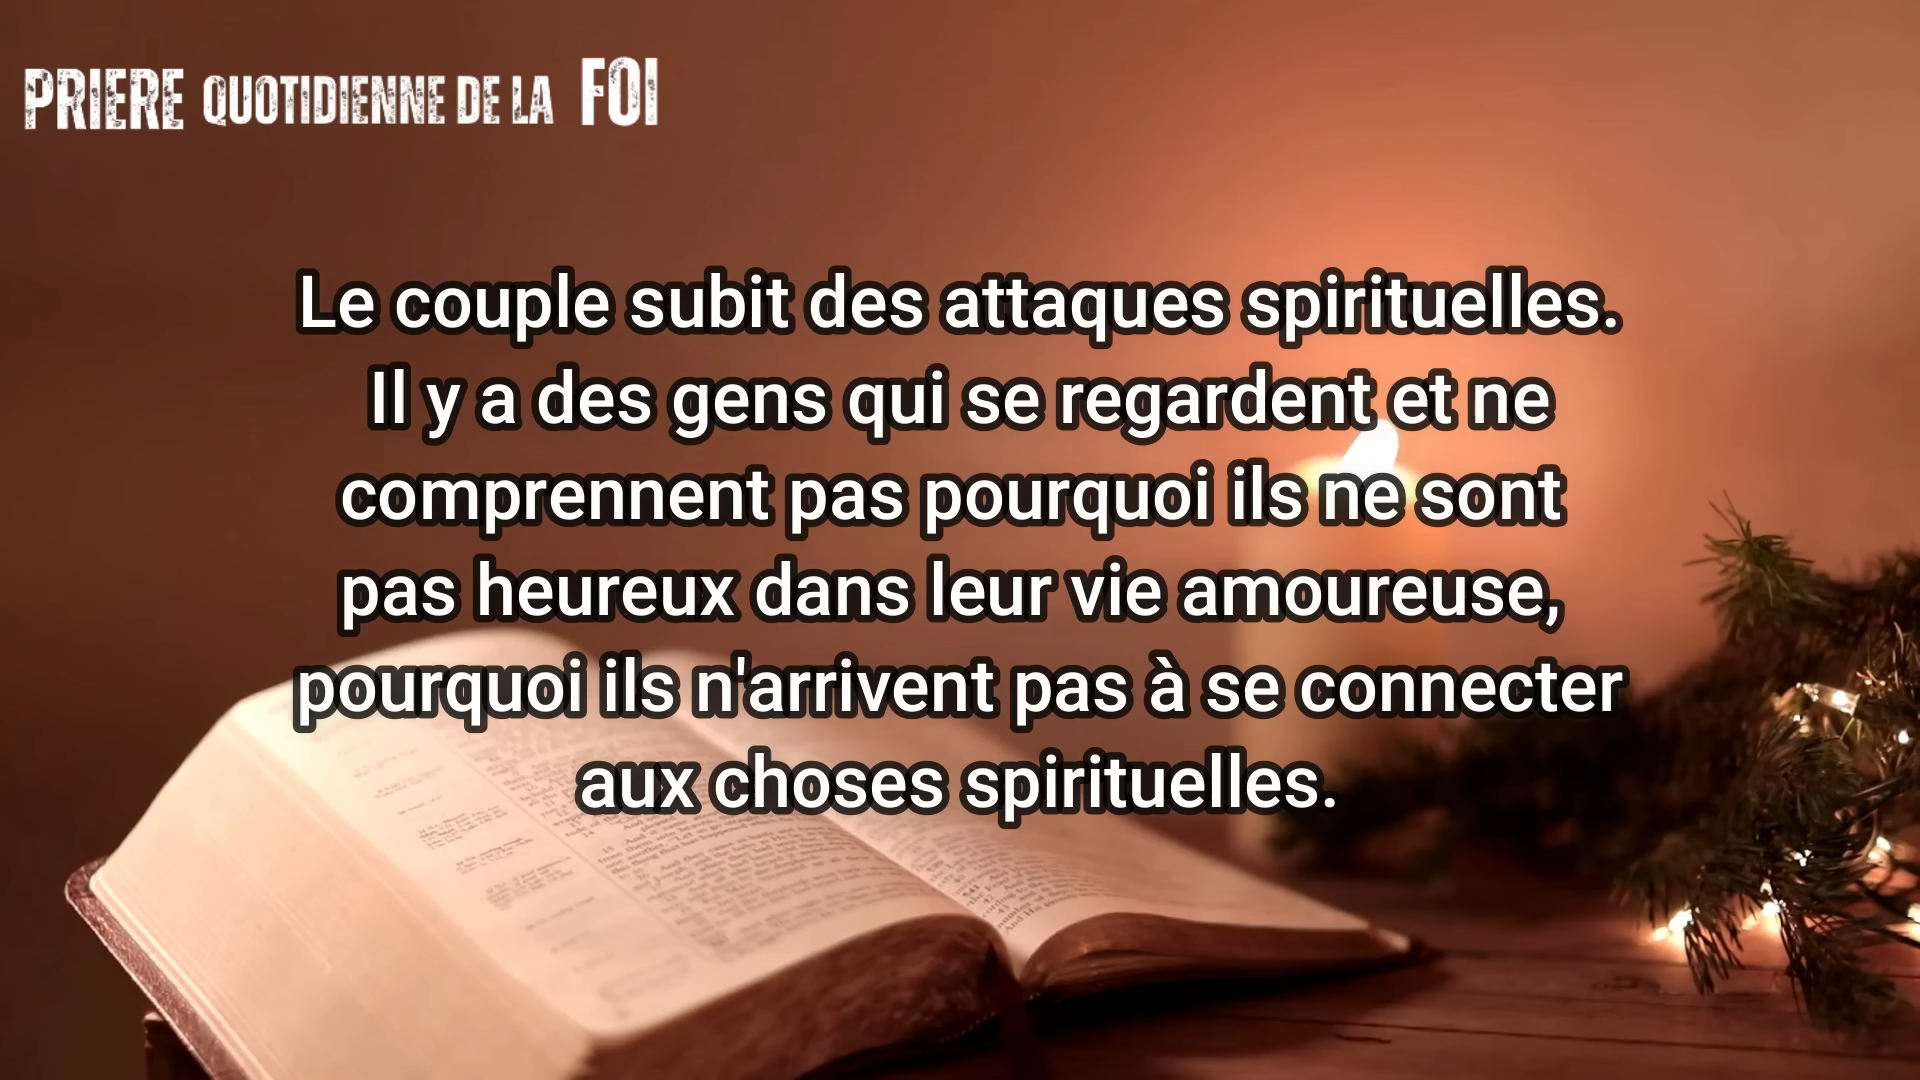 PRIERE QUOTIDIENNE DE LA FOI
Le couple subit des attaques spirituelles.
Il y a des gens qui se regardent et ne
comprennent pas pourquoi ils ne sont
pas heureux dans leur vie amoureuse,
pourquoi ils n'arrivent pas à se connecter
aux choses spirituelles.